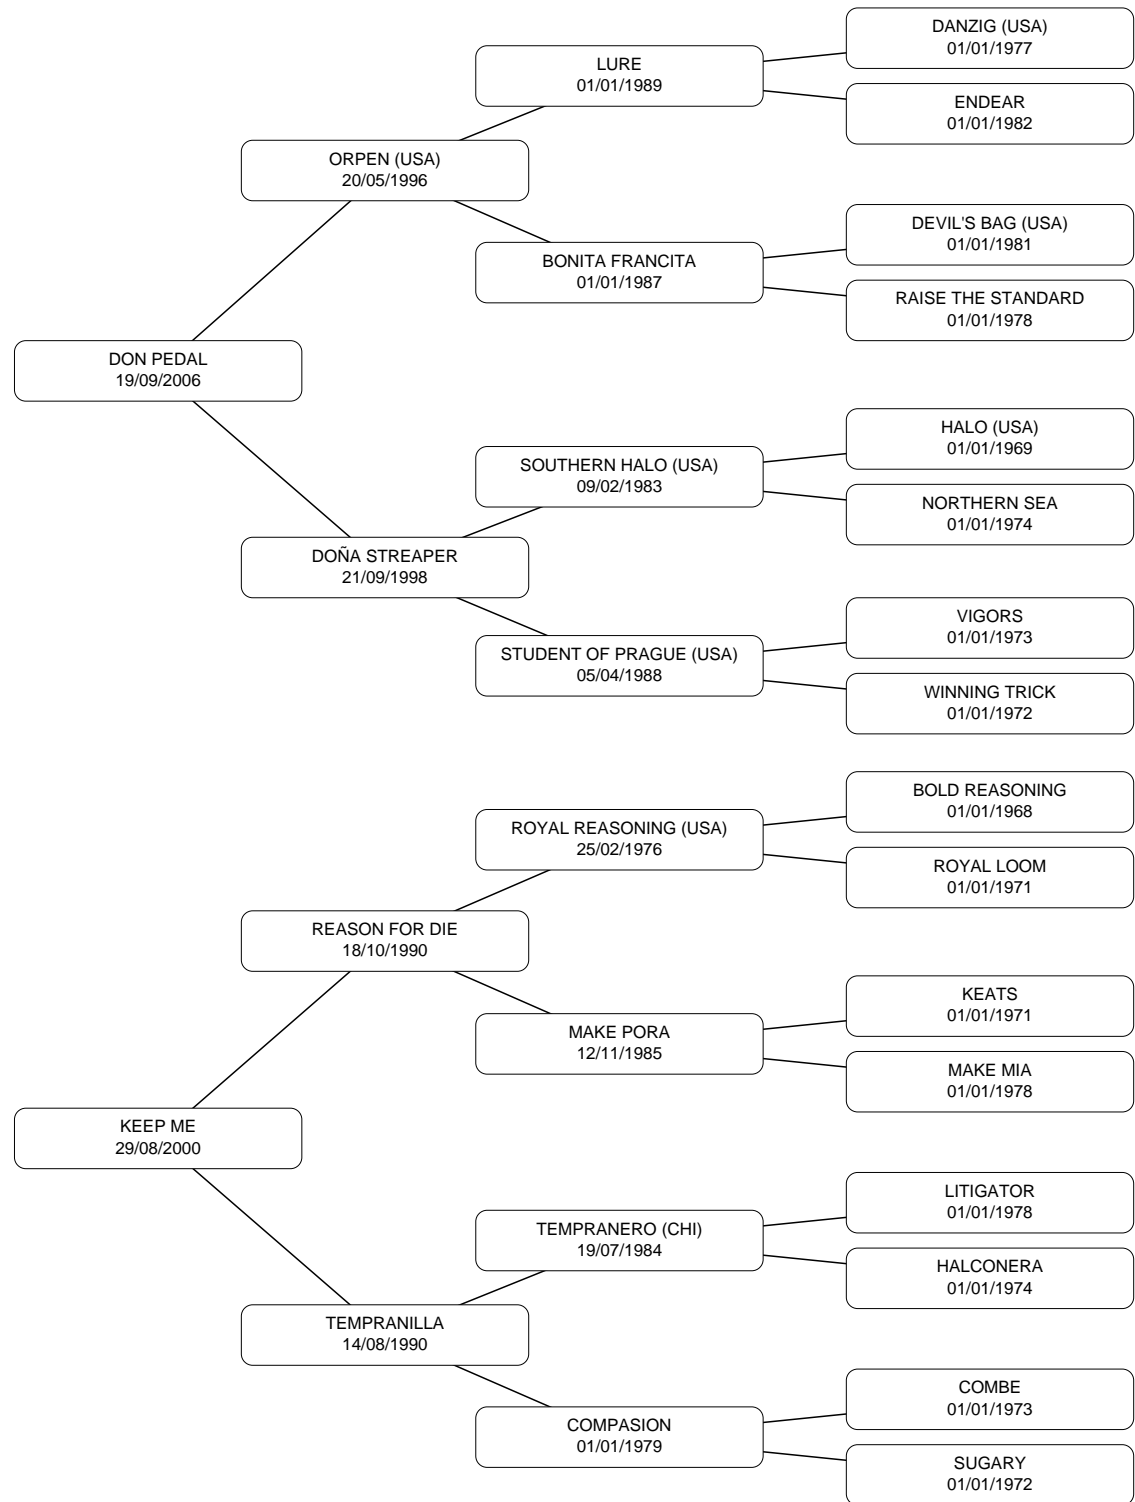 DANZIG (USA)
01/01/1977
LURE
01/01/1989
ENDEAR
01/01/1982
ORPEN (USA)
20/05/1996
DEVIL'S BAG (USA)
01/01/1981
BONITA FRANCITA
01/01/1987
RAISE THE STANDARD
01/01/1978
DON PEDAL
19/09/2006
HALO (USA)
01/01/1969
SOUTHERN HALO (USA)
09/02/1983
NORTHERN SEA
01/01/1974
DOÑA STREAPER
21/09/1998
VIGORS
01/01/1973
STUDENT OF PRAGUE (USA)
05/04/1988
WINNING TRICK
01/01/1972
BOLD REASONING
01/01/1968
ROYAL REASONING (USA)
25/02/1976
ROYAL LOOM
01/01/1971
REASON FOR DIE
18/10/1990
KEATS
01/01/1971
MAKE PORA
12/11/1985
MAKE MIA
01/01/1978
KEEP ME
29/08/2000
LITIGATOR
01/01/1978
TEMPRANERO (CHI)
19/07/1984
HALCONERA
01/01/1974
TEMPRANILLA
14/08/1990
COMBE
01/01/1973
COMPASION
01/01/1979
SUGARY
01/01/1972